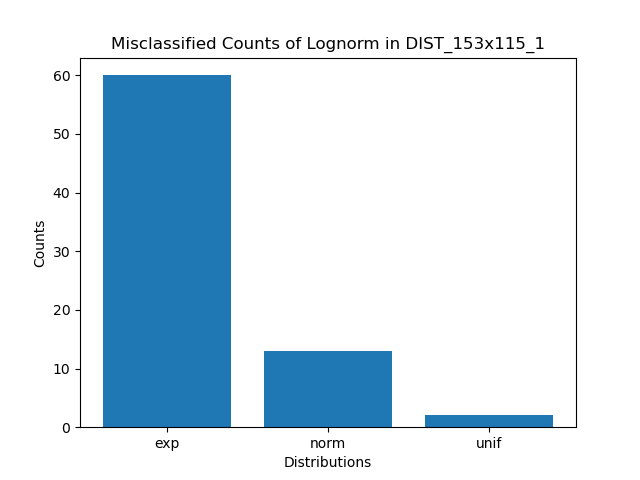 Misclassified Counts of Lognorm in DIST_153x115_1
60
50
40
30
20
10
0
Counts
exp norm unif
Distributions